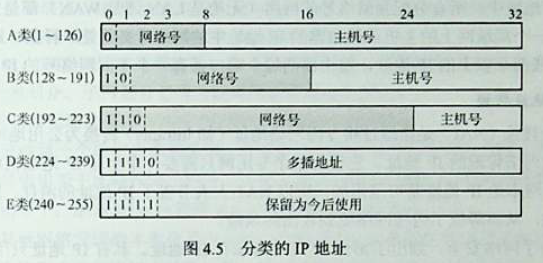 0 1 2 3 8 16 24 32
A类(1~126) 0 网络号 主机号
B类(128~191) 1 0 网络号 主机号
C类(192~223) 1 1 0 网络号 主机号
D类(224~239) 1 1 1 0 多播地址
E类(240~255) 1 1 1 1 保留为今后使用
图 4.5 分类的 IP 地址